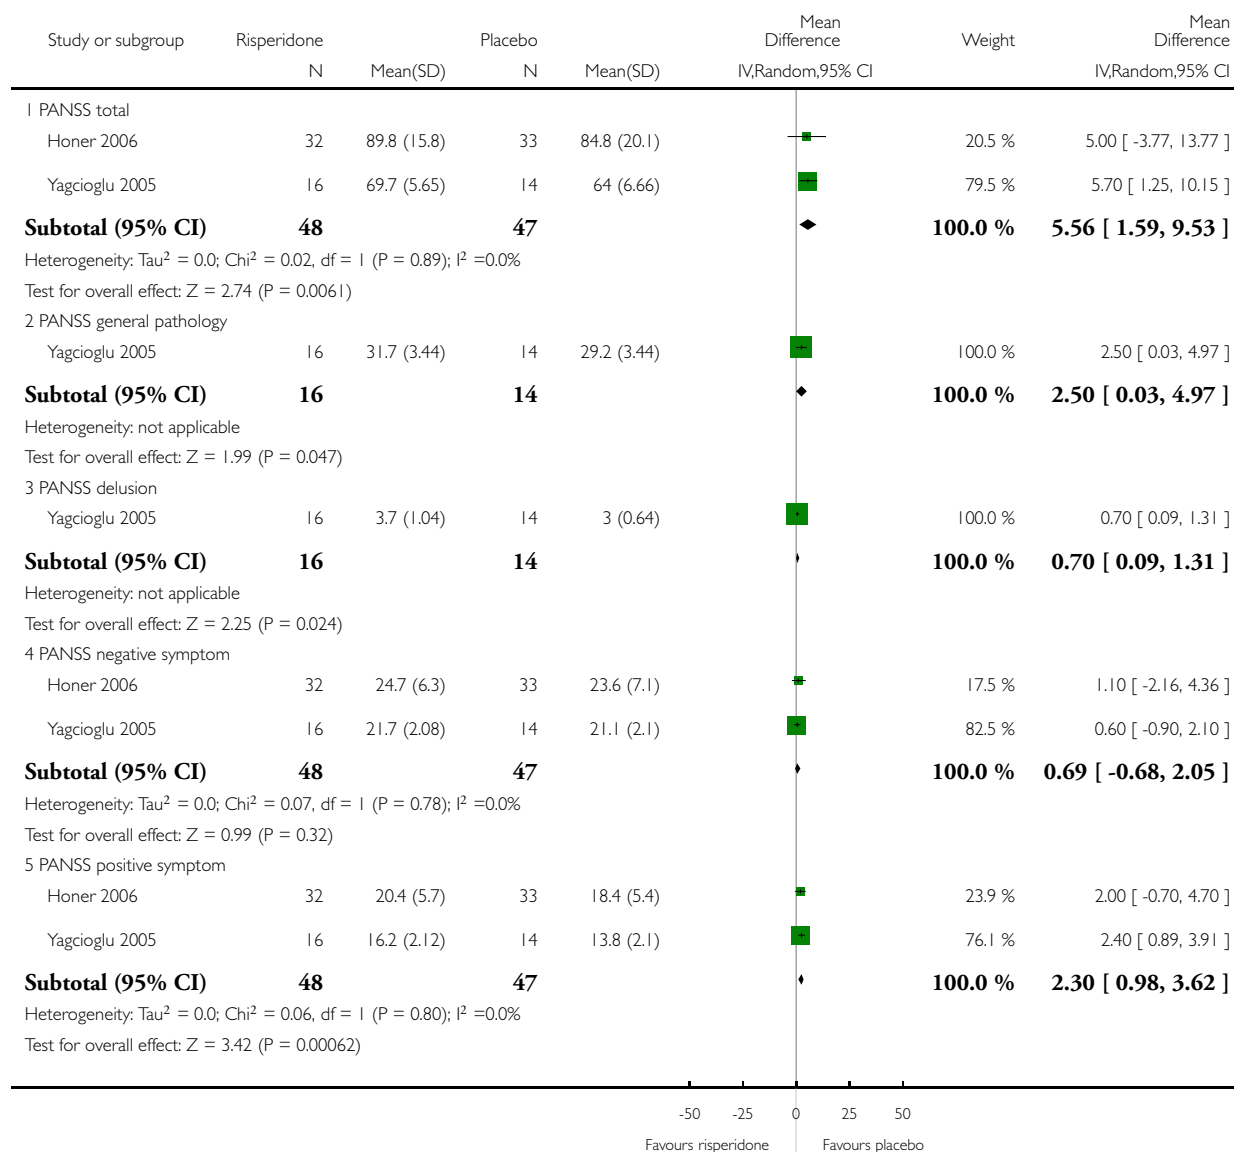 Mean Mean
Study or subgroup Risperidone Placebo Difference Weight Difference
N Mean(SD) N Mean(SD) IV,Random,95% CI IV,Random,95% CI
1 PANSS total
Honer 2006 32 89.8 (15.8) 33 84.8 (20.1) 20.5 % 5.00 [ -3.77, 13.77 ]
Yagcioglu 2005 16 69.7 (5.65) 14 64 (6.66) 79.5 % 5.70 [ 1.25, 10.15 ]
Subtotal (95% CI) 48 47 100.0 % 5.56 [ 1.59, 9.53 ]
Heterogeneity: Tau² = 0.0; Chi² = 0.02, df = 1 (P = 0.89); I² =0.0%
Test for overall effect: Z = 2.74 (P = 0.0061)
2 PANSS general pathology
Yagcioglu 2005 16 31.7 (3.44) 14 29.2 (3.44) 100.0 % 2.50 [ 0.03, 4.97 ]
Subtotal (95% CI) 16 14 100.0 % 2.50 [ 0.03, 4.97 ]
Heterogeneity: not applicable
Test for overall effect: Z = 1.99 (P = 0.047)
3 PANSS delusion
Yagcioglu 2005 16 3.7 (1.04) 14 3 (0.64) 100.0 % 0.70 [ 0.09, 1.31 ]
Subtotal (95% CI) 16 14 100.0 % 0.70 [ 0.09, 1.31 ]
Heterogeneity: not applicable
Test for overall effect: Z = 2.25 (P = 0.024)
4 PANSS negative symptom
Honer 2006 32 24.7 (6.3) 33 23.6 (7.1) 17.5 % 1.10 [ -2.16, 4.36 ]
Yagcioglu 2005 16 21.7 (2.08) 14 21.1 (2.1) 82.5 % 0.60 [ -0.90, 2.10 ]
Subtotal (95% CI) 48 47 100.0 % 0.69 [ -0.68, 2.05 ]
Heterogeneity: Tau² = 0.0; Chi² = 0.07, df = 1 (P = 0.78); I² =0.0%
Test for overall effect: Z = 0.99 (P = 0.32)
5 PANSS positive symptom
Honer 2006 32 20.4 (5.7) 33 18.4 (5.4) 23.9 % 2.00 [ -0.70, 4.70 ]
Yagcioglu 2005 16 16.2 (2.12) 14 13.8 (2.1) 76.1 % 2.40 [ 0.89, 3.91 ]
Subtotal (95% CI) 48 47 100.0 % 2.30 [ 0.98, 3.62 ]
Heterogeneity: Tau² = 0.0; Chi² = 0.06, df = 1 (P = 0.80); I² =0.0%
Test for overall effect: Z = 3.42 (P = 0.00062)
-50 -25 0 25 50
Favours risperidone Favours placebo